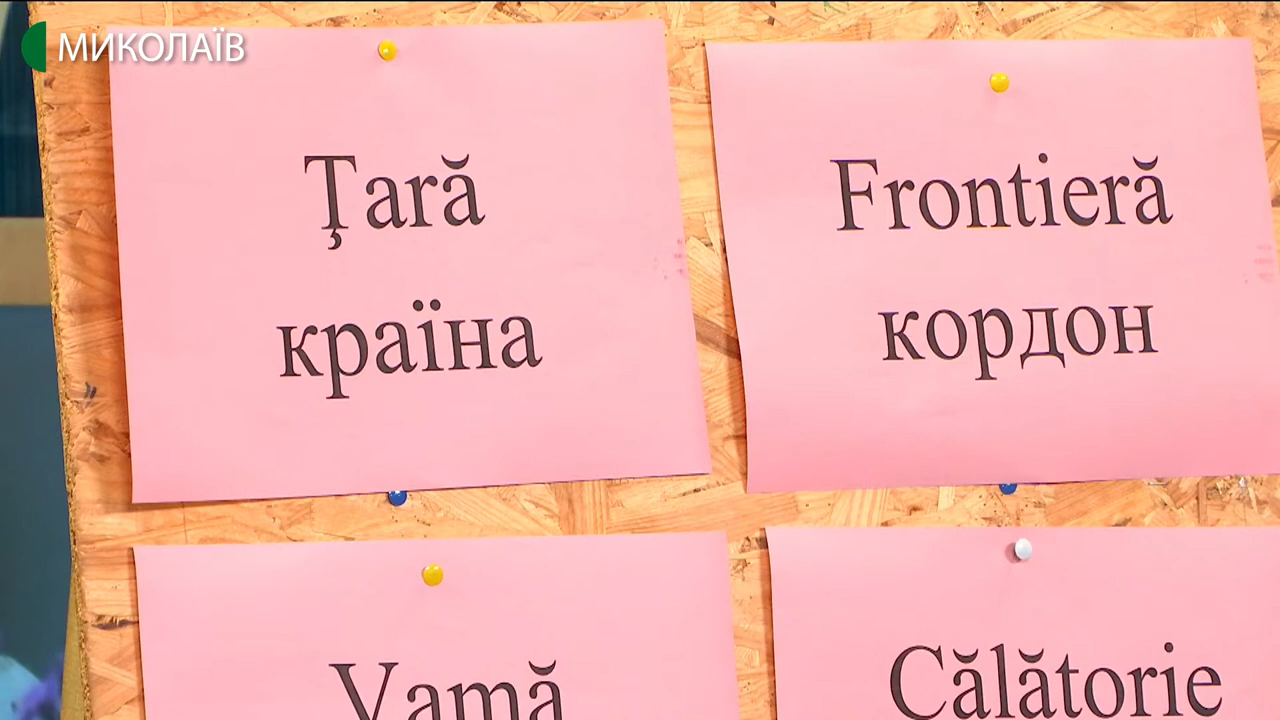 МИКОЛАЇВ
Ţară
країна
Frontieră
кордон
Vamă
Călătorie